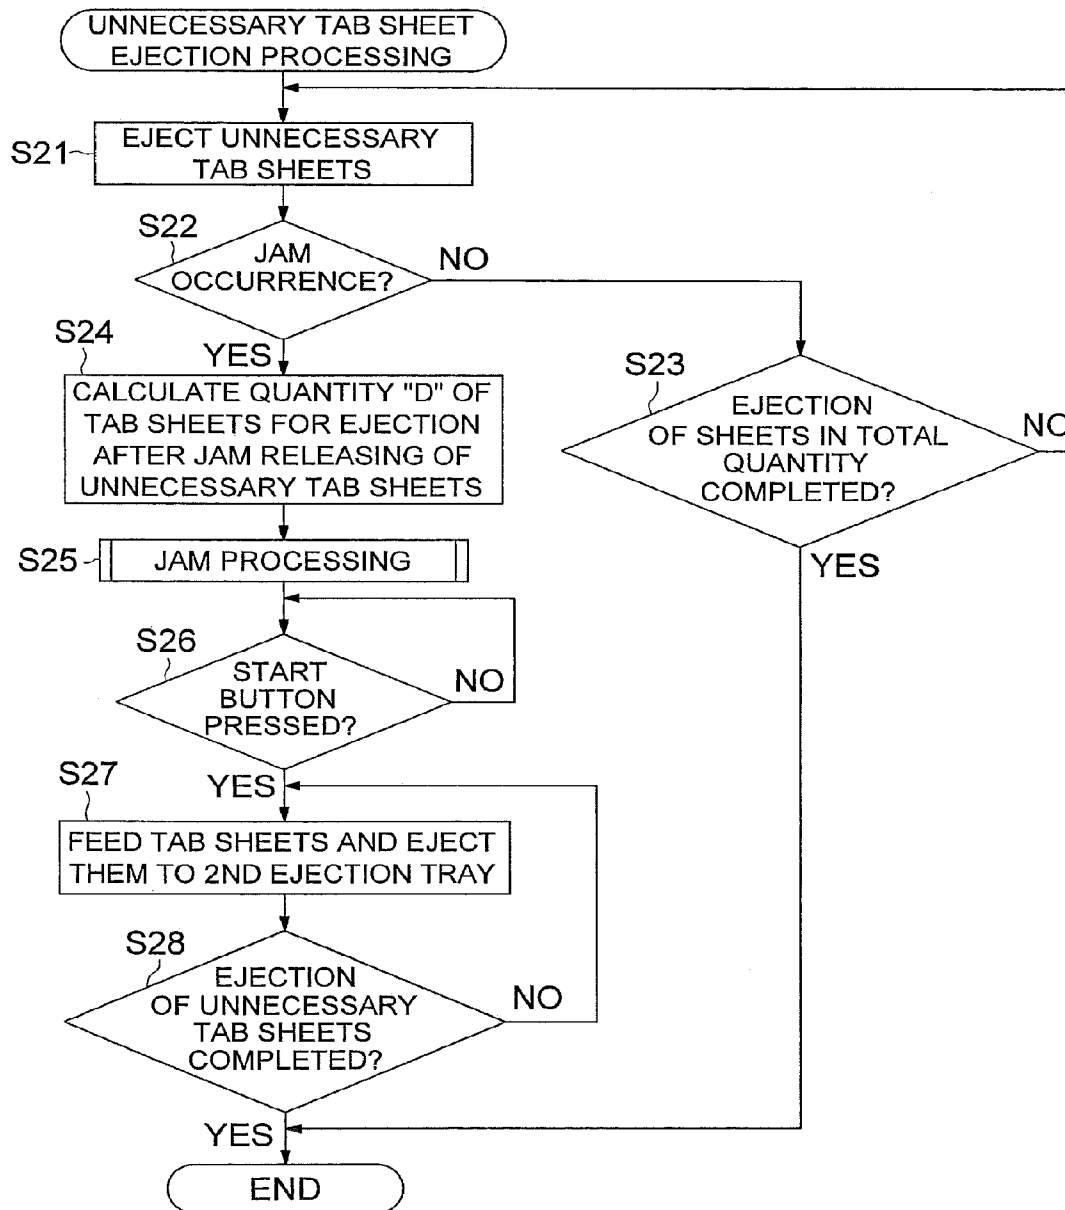 UNNECESSARY TAB SHEET
EJECTION PROCESSING
S21
EJECT UNNECESSARY
TAB SHEETS
S22
JAM
OCCURRENCE?
NO
YES
S24
CALCULATE QUANTITY "D" OF
TAB SHEETS FOR EJECTION
AFTER JAM RELEASING OF
UNNECESSARY TAB SHEETS
S23
EJECTION
OF SHEETS IN TOTAL
QUANTITY
COMPLETED?
NO
YES
S25
JAM PROCESSING
S26
START
BUTTON
PRESSED?
NO
YES
S27
FEED TAB SHEETS AND EJECT
THEM TO 2ND EJECTION TRAY
S28
EJECTION
OF UNNECESSARY
TAB SHEETS
COMPLETED?
NO
YES
END